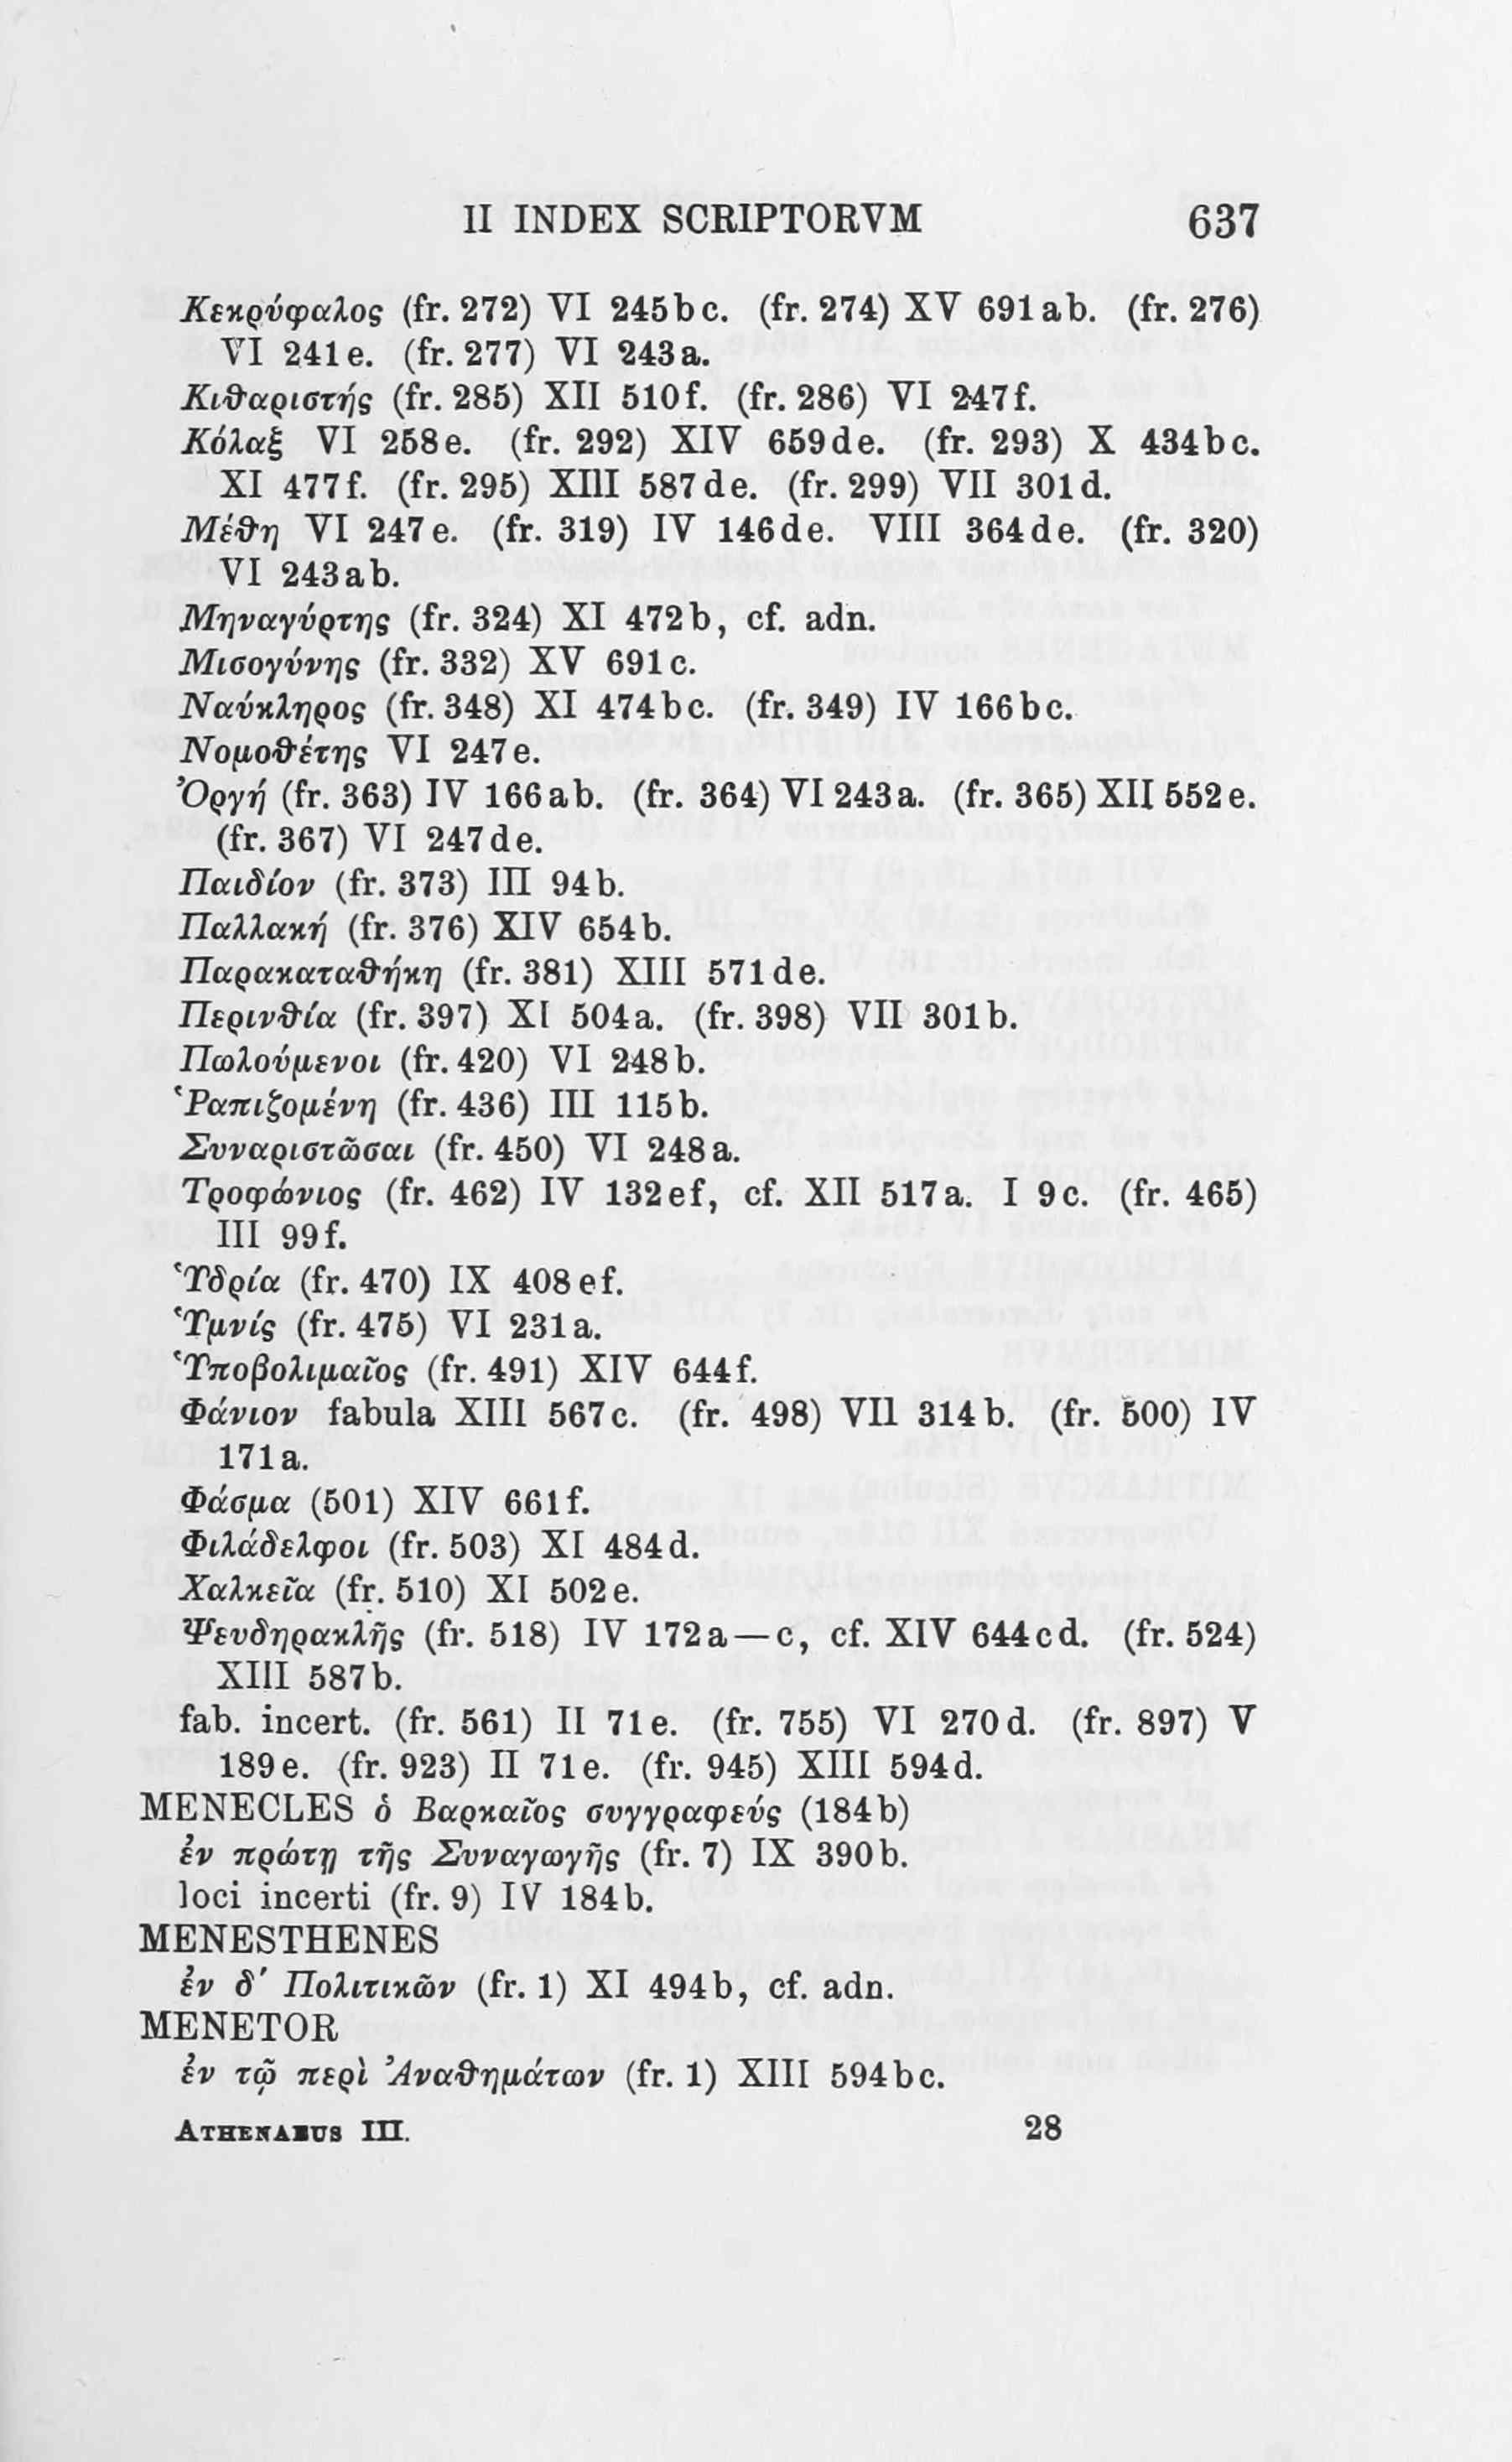 II INDEX SCRIPTORVM 637
Κεκρύφαλος (fr. 272) VI 245bc. (fr. 274) XV 691ab. (fr. 276)
VI 241e. (fr. 277) VI 243a.
Κιϑαριστής (fr. 285) XII 510f. (fr. 286) VI 247f.
Κόλαξ VI 258e. (fr. 292) XIV 659de. (fr. 293) X 434bc.
XI 477f. (fr. 295) XIII 587de. (fr. 299) VII 301d.
Μέϑη VI 247e. (fr. 319) IV 146de. VIII 364de. (fr. 320)
VI 243ab.
Μηναγύρτης (fr. 324) XI 472b, cf. adn.
Μισογύνης (fr. 332) XV 691c.
Ναύκληρος (fr. 348) XI 474bc. (fr. 349) IV 166bc.
Νομοϑέτης VI 247e.
Ὀργή (fr. 363) IV 166ab. (fr. 364) VI 243a. (fr. 365) XII 552e.
(fr. 367) VI 247de.
Παιδίον (fr. 373) III 94b.
Παλλακή (fr. 376) XIV 654b.
Παρακαταϑήκη (fr. 381) XIII 571de.
Περινϑία (fr. 397) XI 504a. (fr. 398) VII 301b.
Πωλούμενοι (fr. 420) VI 248b.
Ῥαπιζομένη (fr. 436) III 115b.
Συναριστῶσαι (fr. 450) VI 248a.
Τροφώνιος (fr. 462) IV 132ef, cf. XII 517a. I 9c. (fr. 465)
III 99f.
Ὑδρία (fr. 470) IX 408ef.
Ὑμνίς (fr. 475) VI 231a.
Ὑποβολιμαῖος (fr. 491) XIV 644f.
Φάνιον fabula XIII 567c. (fr. 498) VII 314b. (fr. 500) IV
171a.
Φάσμα (501) XIV 661f.
Φιλάδελφοι (fr. 503) XI 484d.
Χαλκεῖα (fr. 510) XI 502e.
Ψευδηρακλῆς (fr. 518) IV 172a—c, cf. XIV 644cd. (fr. 524)
XIII 587b.
fab. incert. (fr. 561) II 71e. (fr. 755) VI 270d. (fr. 897) V
189e. (fr. 923) II 71e. (fr. 945) XIII 594d.
MENECLES ὁ Βαρκαῖος συγγραφεύς (184b)
ἐν πρώτῃ τῆς Συναγωγῆς (fr. 7) IX 390b.
loci incerti (fr. 9) IV 184b.
MENESTHENES
ἐν δʹ Πολιτικῶν (fr. 1) XI 494b, cf. adn.
MENETOR
ἐν τῷ περὶ Ἀναϑημάτων (fr. 1) XIII 594bc.
ATHENAEUS III. 28